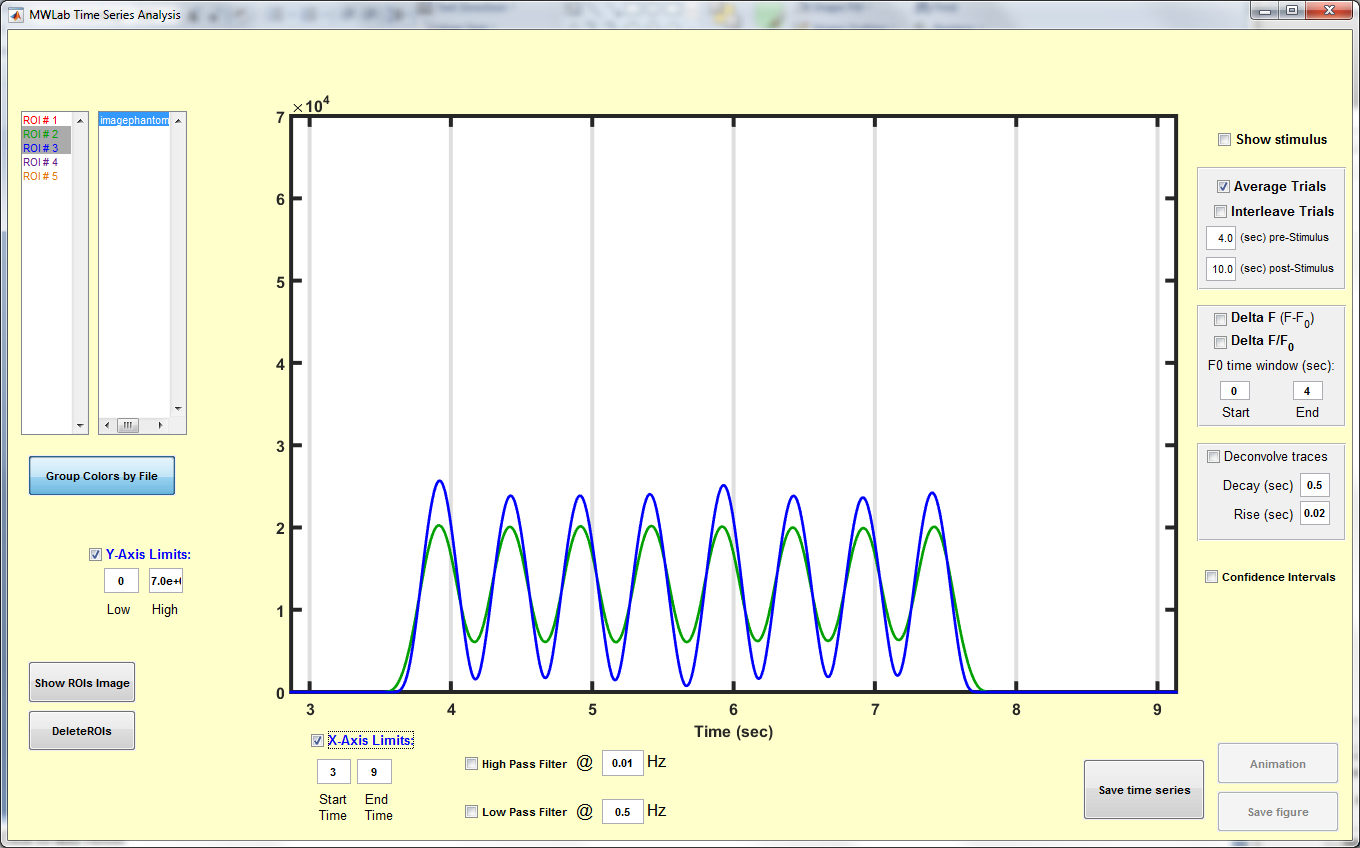 MWLab Time Series Analysis
ROI # 1
ROI # 2
ROI # 3
ROI # 4
ROI # 5
imagephantom
Group Colors by File
Y-Axis Limits:
0
7.0e+
Low
High
Show ROIs Image
DeleteROIs
×10⁴
7
6
5
4
3
2
1
0
3
4
5
6
7
8
9
Time (sec)
X-Axis Limits:
3
9
Start Time
End Time
High Pass Filter @ 0.01 Hz
Low Pass Filter @ 0.5 Hz
Show stimulus
Average Trials
Interleave Trials
4.0 (sec) pre-Stimulus
10.0 (sec) post-Stimulus
Delta F (F-F₀)
Delta F/F₀
F0 time window (sec):
0
4
Start
End
Deconvolve traces
Decay (sec) 0.5
Rise (sec) 0.02
Confidence Intervals
Save time series
Animation
Save figure